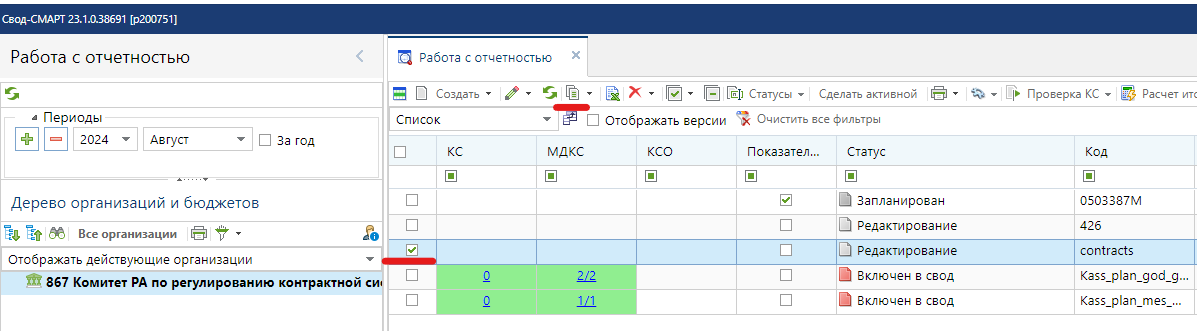 Свод-СМАРТ 23.1.0.38691 [p200751]
Работа с отчетностью
Периоды
2024 Август За год
Дерево организаций и бюджетов
Все организации
Отображать действующие организации
867 Комитет РА по регулированию контрактной сис
Работа с отчетностью
Создать Статусы Сделать активной Проверка КС Расчет ито
Список Отображать версии Очистить все фильтры
КС МДКС КСО Показател... Статус Код
Запланирован 0503387М
Редактирование 426
Редактирование contracts
0 2/2 Включен в свод Kass_plan_god_g...
0 1/1 Включен в свод Kass_plan_mes_...